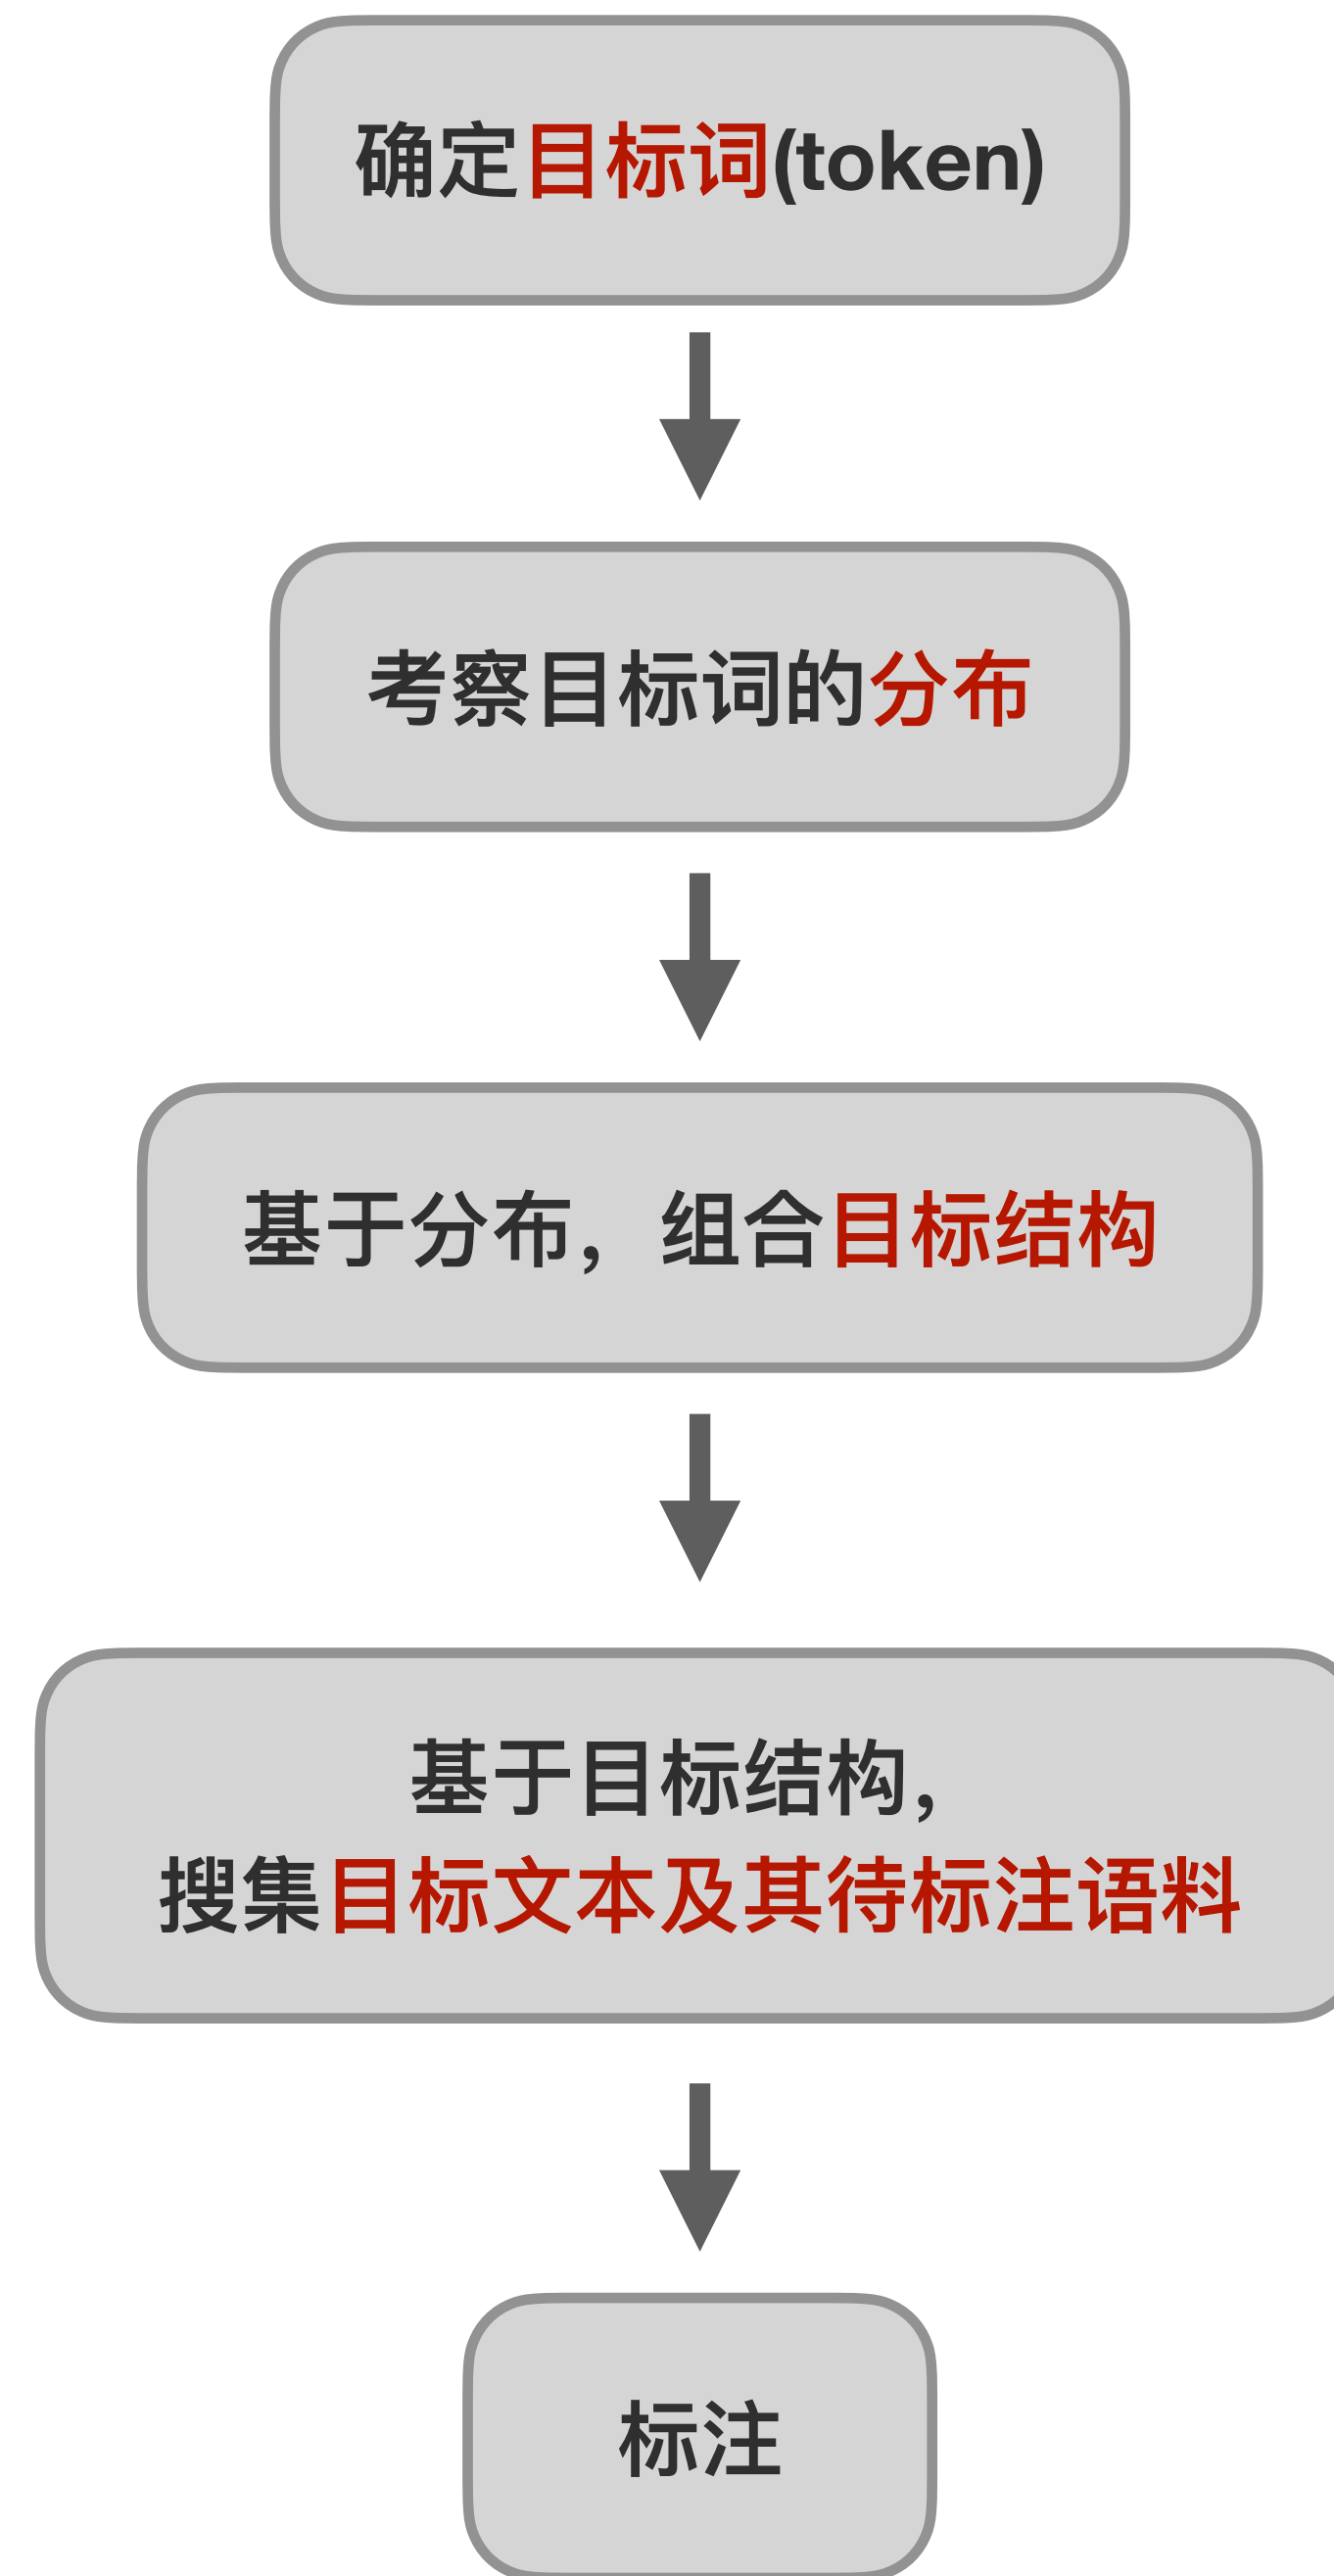 确定目标词(token)
考察目标词的分布
基于分布，组合目标结构
基于目标结构，
搜集目标文本及其待标注语料
标注